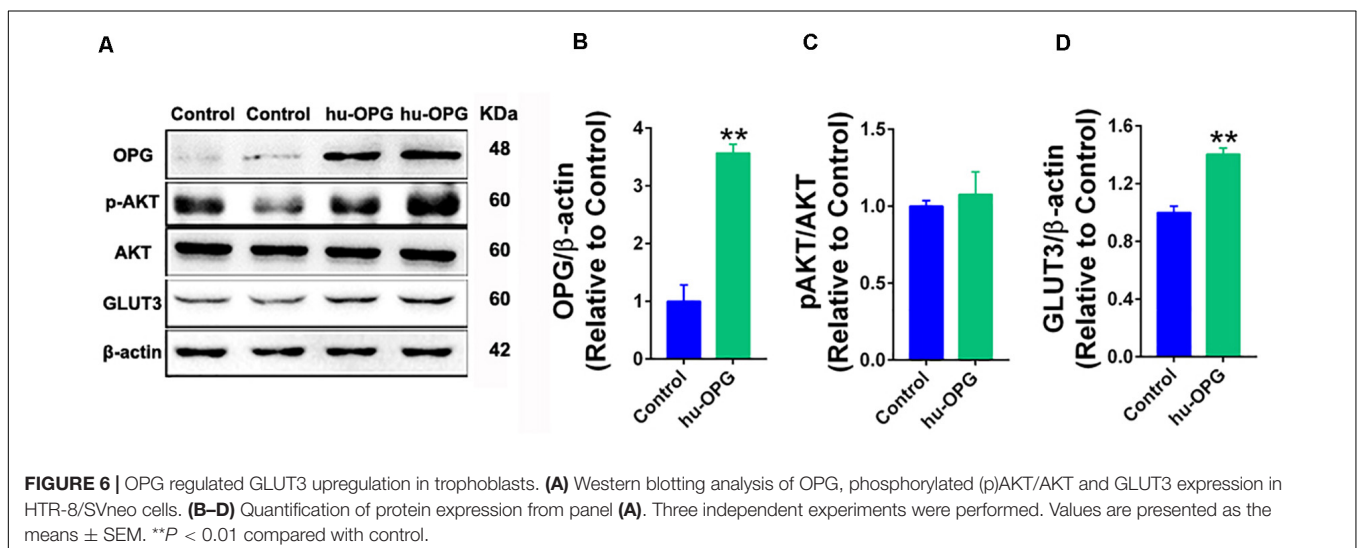 A
Control Control hu-OPG hu-OPG KDa
OPG 48
p-AKT 60
AKT 60
GLUT3 60
β-actin 42
B
OPG/β-actin
(Relative to Control)
4
3
2
1
0
**
Control
hu-OPG
C
pAKT/AKT
(Relative to Control)
1.5
1.0
0.5
0.0
Control
hu-OPG
D
GLUT3/β-actin
(Relative to Control)
1.6
1.2
0.8
0.4
0.0
**
Control
hu-OPG
FIGURE 6 | OPG regulated GLUT3 upregulation in trophoblasts. (A) Western blotting analysis of OPG, phosphorylated (p)AKT/AKT and GLUT3 expression in
HTR-8/SVneo cells. (B–D) Quantification of protein expression from panel (A). Three independent experiments were performed. Values are presented as the
means ± SEM. **P < 0.01 compared with control.